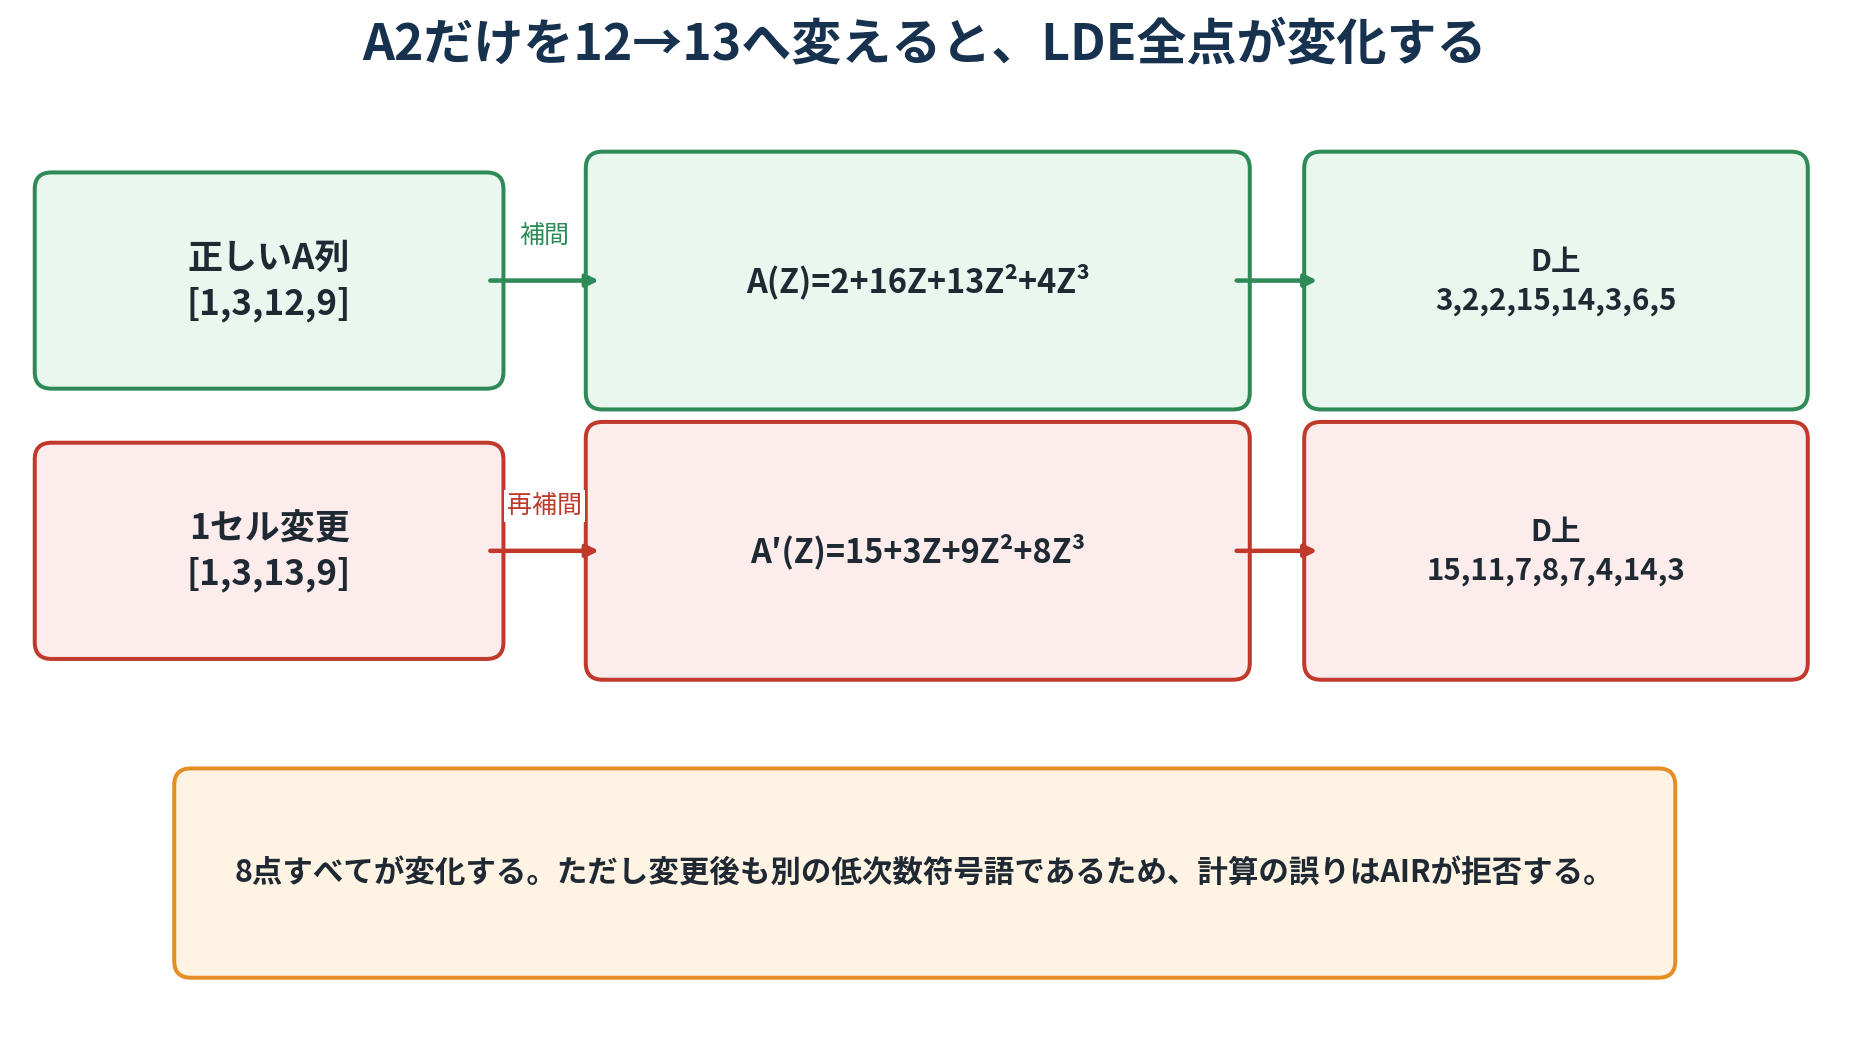 A2だけを12→13へ変えると、LDE全点が変化する
正しいA列
[1,3,12,9]
補間
A(Z)=2+16Z+13Z²+4Z³
D上
3,2,2,15,14,3,6,5
1セル変更
[1,3,13,9]
再補間
A′(Z)=15+3Z+9Z²+8Z³
D上
15,11,7,8,7,4,14,3
8点すべてが変化する。ただし変更後も別の低次数符号語であるため、計算の誤りはAIRが拒否する。